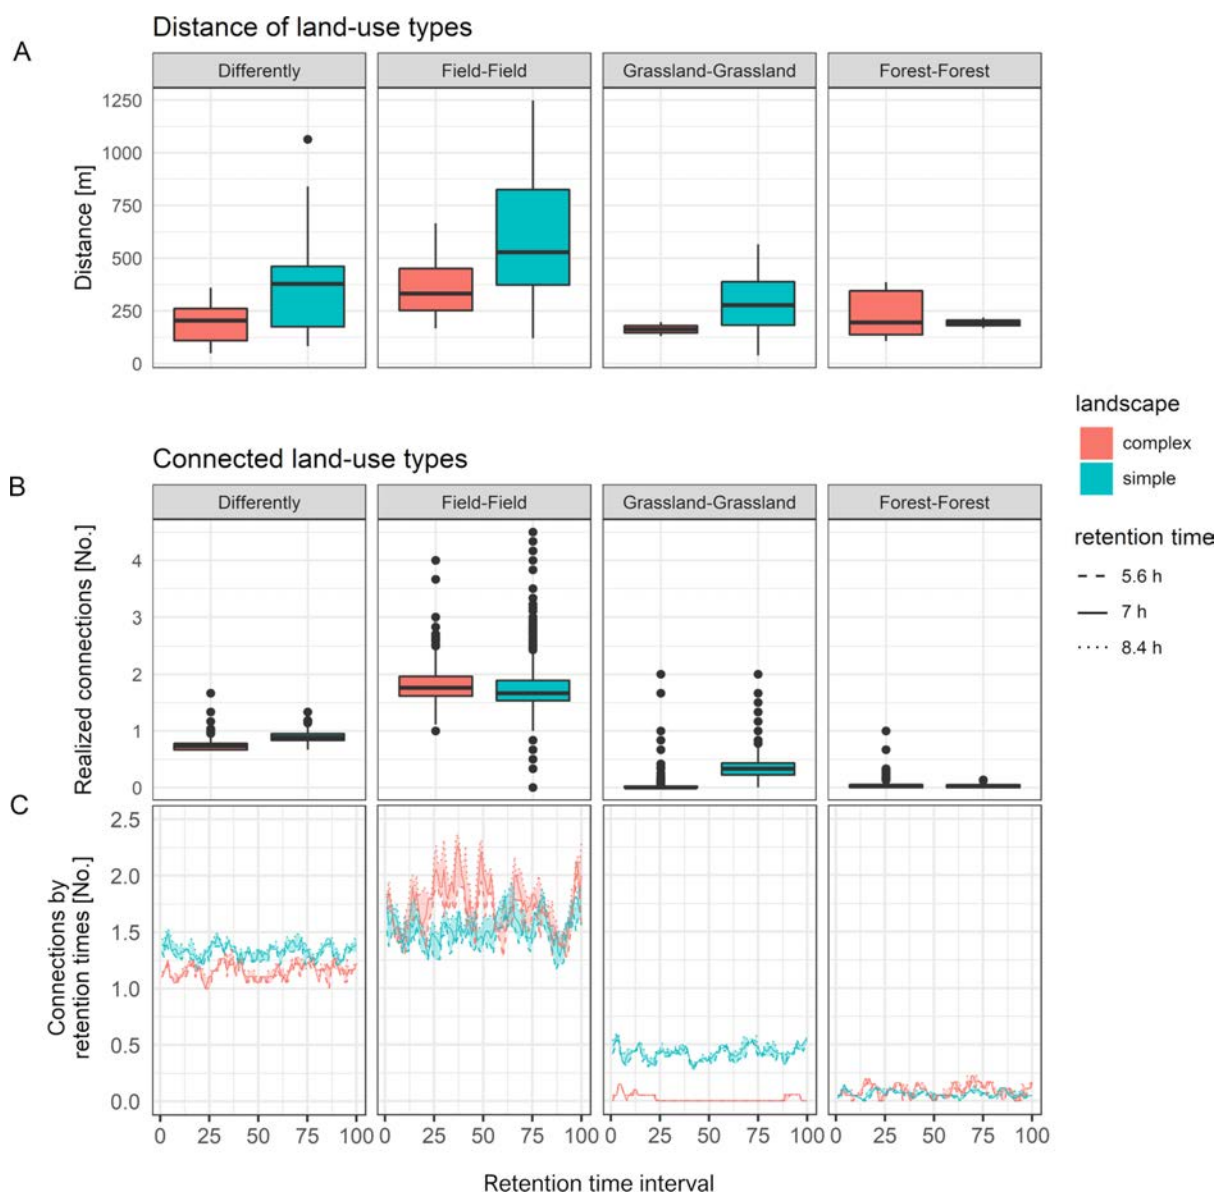 Distance of land-use types
A
Differently Field-Field Grassland-Grassland Forest-Forest
Distance [m]
1250
1000
750
500
250
0
landscape
complex
simple
retention time
5.6 h
7 h
8.4 h
Connected land-use types
B
Differently Field-Field Grassland-Grassland Forest-Forest
Realized connections [No.]
4
3
2
1
0
C
Connections by
retention times [No.]
2.5
2.0
1.5
1.0
0.5
0.0
0 25 50 75 100 0 25 50 75 100 0 25 50 75 100 0 25 50 75 100
Retention time interval